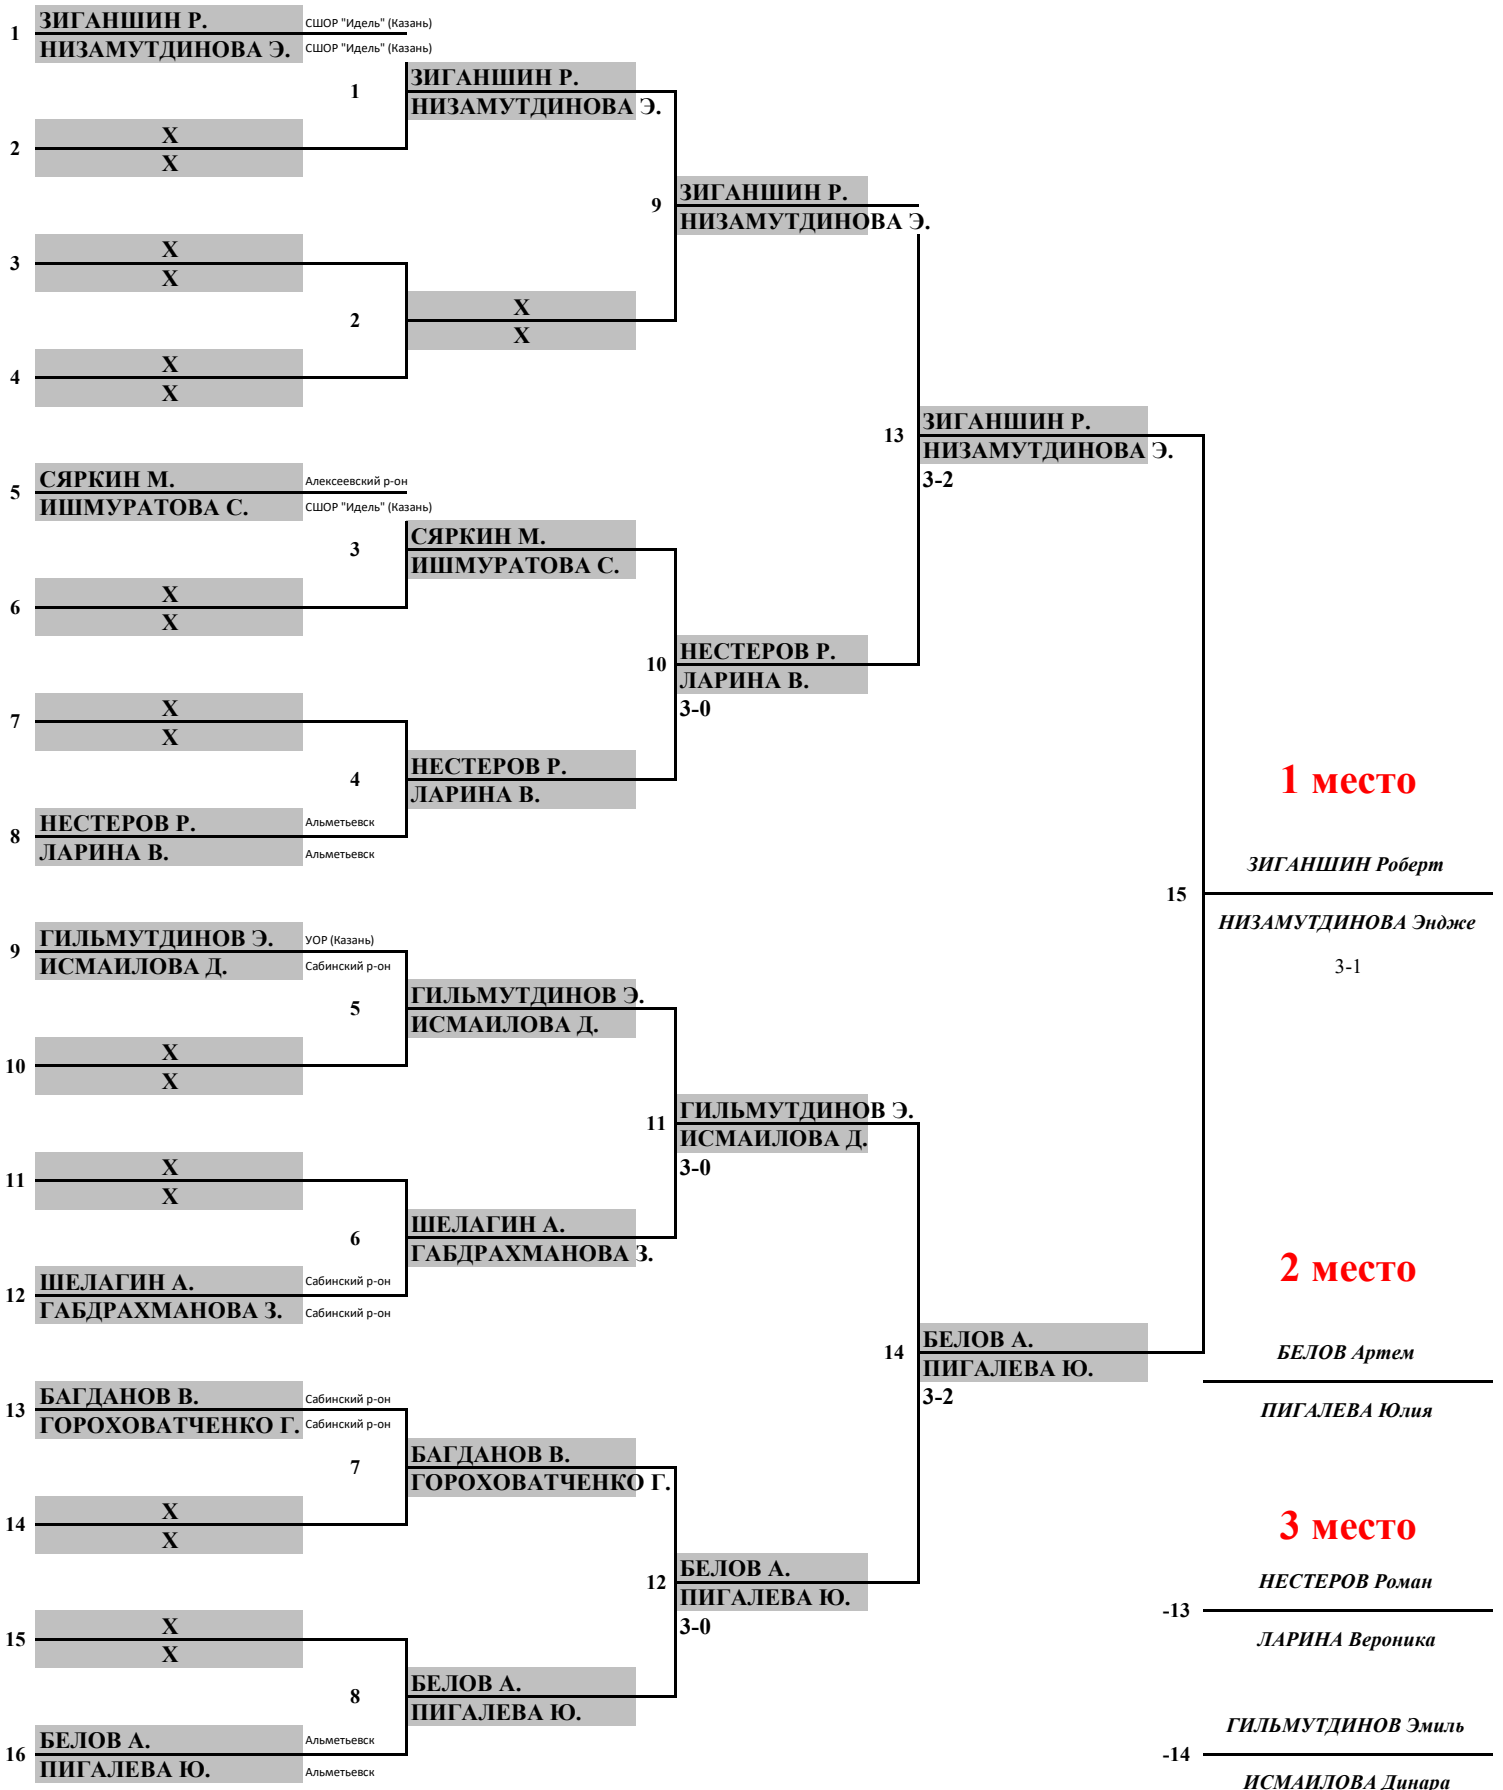 1
ЗИГАНШИН Р.
СШОР "Идель" (Казань)
НИЗАМУТДИНОВА Э.
СШОР "Идель" (Казань)
1
ЗИГАНШИН Р.
НИЗАМУТДИНОВА Э.
2
X
X
9
ЗИГАНШИН Р.
НИЗАМУТДИНОВА Э.
3
X
X
2
X
X
4
X
X
13
ЗИГАНШИН Р.
НИЗАМУТДИНОВА Э.
3-2
5
СЯРКИН М.
Алексеевский р-он
ИШМУРАТОВА С.
СШОР "Идель" (Казань)
3
СЯРКИН М.
ИШМУРАТОВА С.
6
X
X
10
НЕСТЕРОВ Р.
ЛАРИНА В.
3-0
7
X
X
4
НЕСТЕРОВ Р.
ЛАРИНА В.
1 место
8
НЕСТЕРОВ Р.
Альметьевск
ЛАРИНА В.
Альметьевск
15
ЗИГАНШИН Роберт
НИЗАМУТДИНОВА Эндже
3-1
9
ГИЛЬМУТДИНОВ Э.
УОР (Казань)
ИСМАИЛОВА Д.
Сабинский р-он
5
ГИЛЬМУТДИНОВ Э.
ИСМАИЛОВА Д.
10
X
X
11
ГИЛЬМУТДИНОВ Э.
ИСМАИЛОВА Д.
3-0
11
X
X
6
ШЕЛАГИН А.
ГАБДРАХМАНОВА З.
2 место
12
ШЕЛАГИН А.
Сабинский р-он
ГАБДРАХМАНОВА З.
Сабинский р-он
14
БЕЛОВ А.
ПИГАЛЕВА Ю.
3-2
БЕЛОВ Артем
ПИГАЛЕВА Юлия
13
БАГДАНОВ В.
Сабинский р-он
ГОРОХОВАТЧЕНКО Г.
Сабинский р-он
7
БАГДАНОВ В.
ГОРОХОВАТЧЕНКО Г.
14
X
X
3 место
12
БЕЛОВ А.
ПИГАЛЕВА Ю.
3-0
-13
НЕСТЕРОВ Роман
ЛАРИНА Вероника
15
X
X
8
БЕЛОВ А.
ПИГАЛЕВА Ю.
16
БЕЛОВ А.
Альметьевск
ПИГАЛЕВА Ю.
Альметьевск
-14
ГИЛЬМУТДИНОВ Эмиль
ИСМАИЛОВА Динара